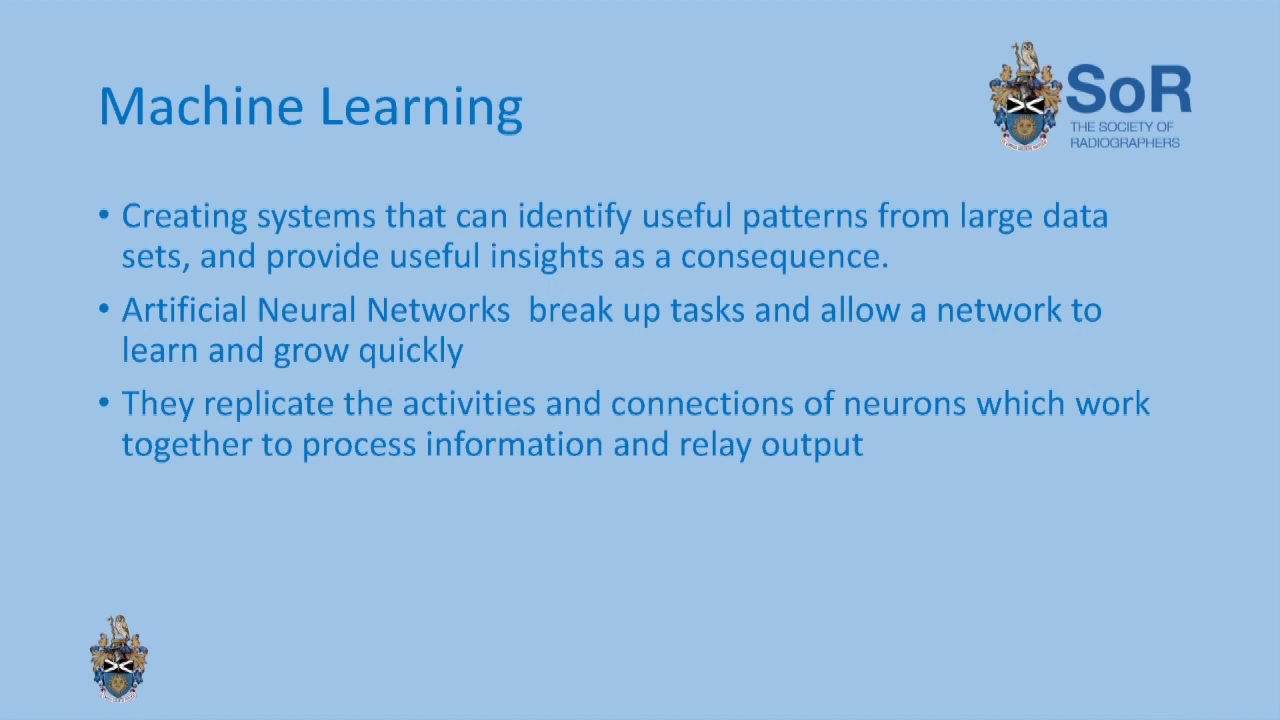 Machine Learning
SoR
THE SOCIETY OF
RADIOGRAPHERS
• Creating systems that can identify useful patterns from large data
sets, and provide useful insights as a consequence.
• Artificial Neural Networks  break up tasks and allow a network to
learn and grow quickly
• They replicate the activities and connections of neurons which work
together to process information and relay output